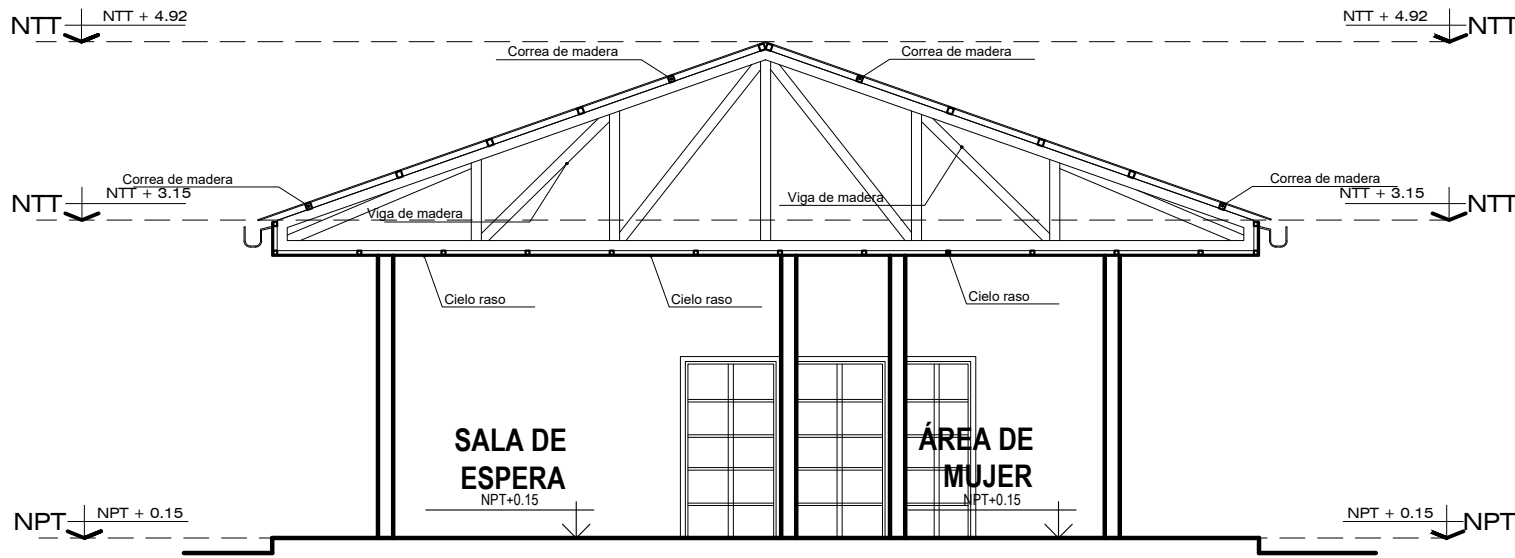 NTT NTT + 4.92
NTT + 4.92 NTT
Correa de madera
Correa de madera
Correa de madera
Correa de madera
NTT NTT + 3.15
NTT + 3.15 NTT
Viga de madera
Viga de madera
Cielo raso
Cielo raso
Cielo raso
SALA DE
ESPERA
NPT+0.15
ÁREA DE
MUJER
NPT+0.15
NPT NPT + 0.15
NPT + 0.15 NPT